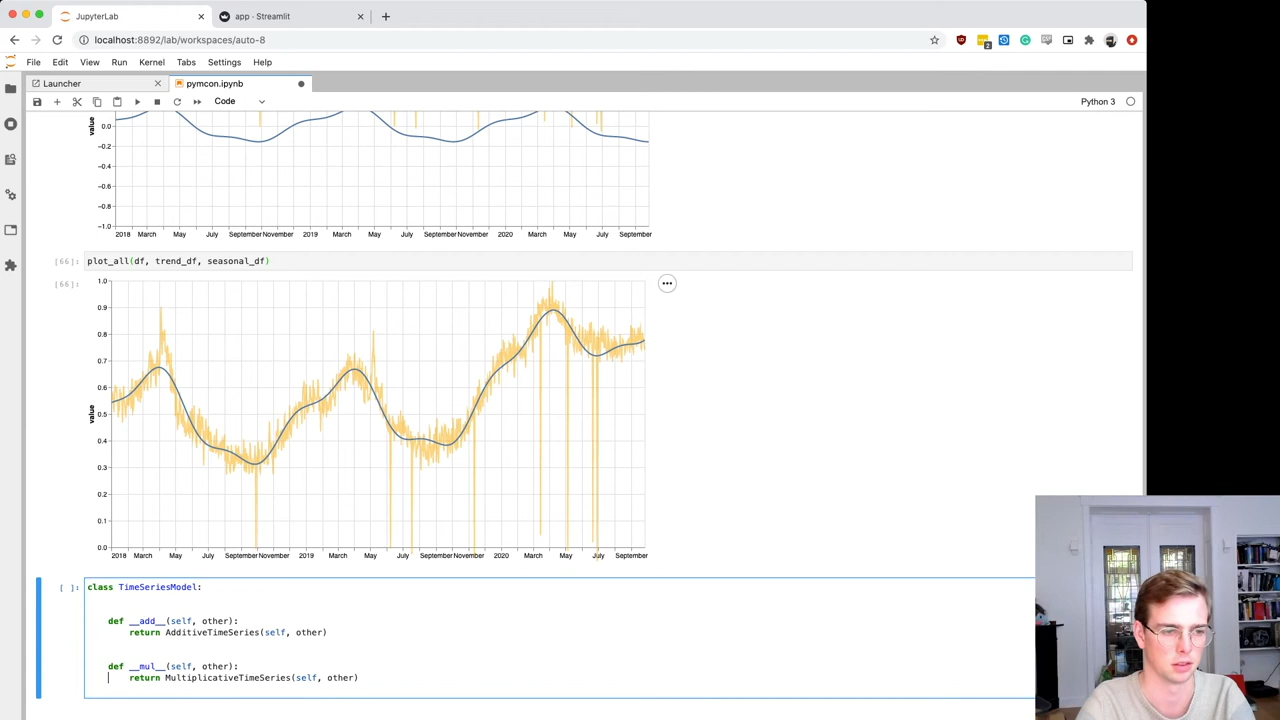 JupyterLab
app · Streamlit
localhost:8892/lab/workspaces/auto-8
2
File Edit View Run Kernel Tabs Settings Help
Launcher
pymcon.ipynb
Code
Python 3
value
0.0
−0.2
−0.4
−0.6
−0.8
−1.0
2018 March May July September November 2019 March May July September November 2020 March May July September
[66]: plot_all(df, trend_df, seasonal_df)
[66]:
value
1.0
0.9
0.8
0.7
0.6
0.5
0.4
0.3
0.2
0.1
0.0
2018 March May July September November 2019 March May July September November 2020 March May July September
[ ]: class TimeSeriesModel:
def __add__(self, other):
return AdditiveTimeSeries(self, other)
def __mul__(self, other):
return MultiplicativeTimeSeries(self, other)